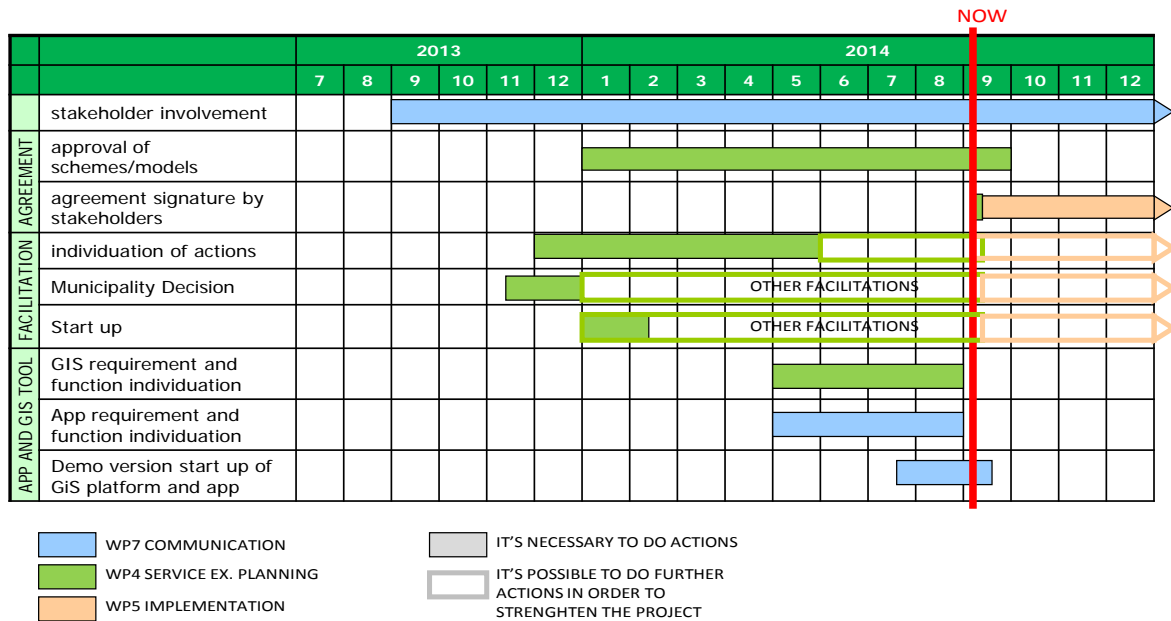 NOW
2013 2014
7 8 9 10 11 12 1 2 3 4 5 6 7 8 9 10 11 12
AGREEMENT
stakeholder involvement
approval of
schemes/models
agreement signature by
stakeholders
FACILITATION
individuation of actions
Municipality Decision
OTHER FACILITATIONS
Start up
OTHER FACILITATIONS
APP AND GIS TOOL
GIS requirement and
function individuation
App requirement and
function individuation
Demo version start up of
GiS platform and app
WP7 COMMUNICATION
WP4 SERVICE EX. PLANNING
WP5 IMPLEMENTATION
IT'S NECESSARY TO DO ACTIONS
IT'S POSSIBLE TO DO FURTHER
ACTIONS IN ORDER TO
STRENGHTEN THE PROJECT